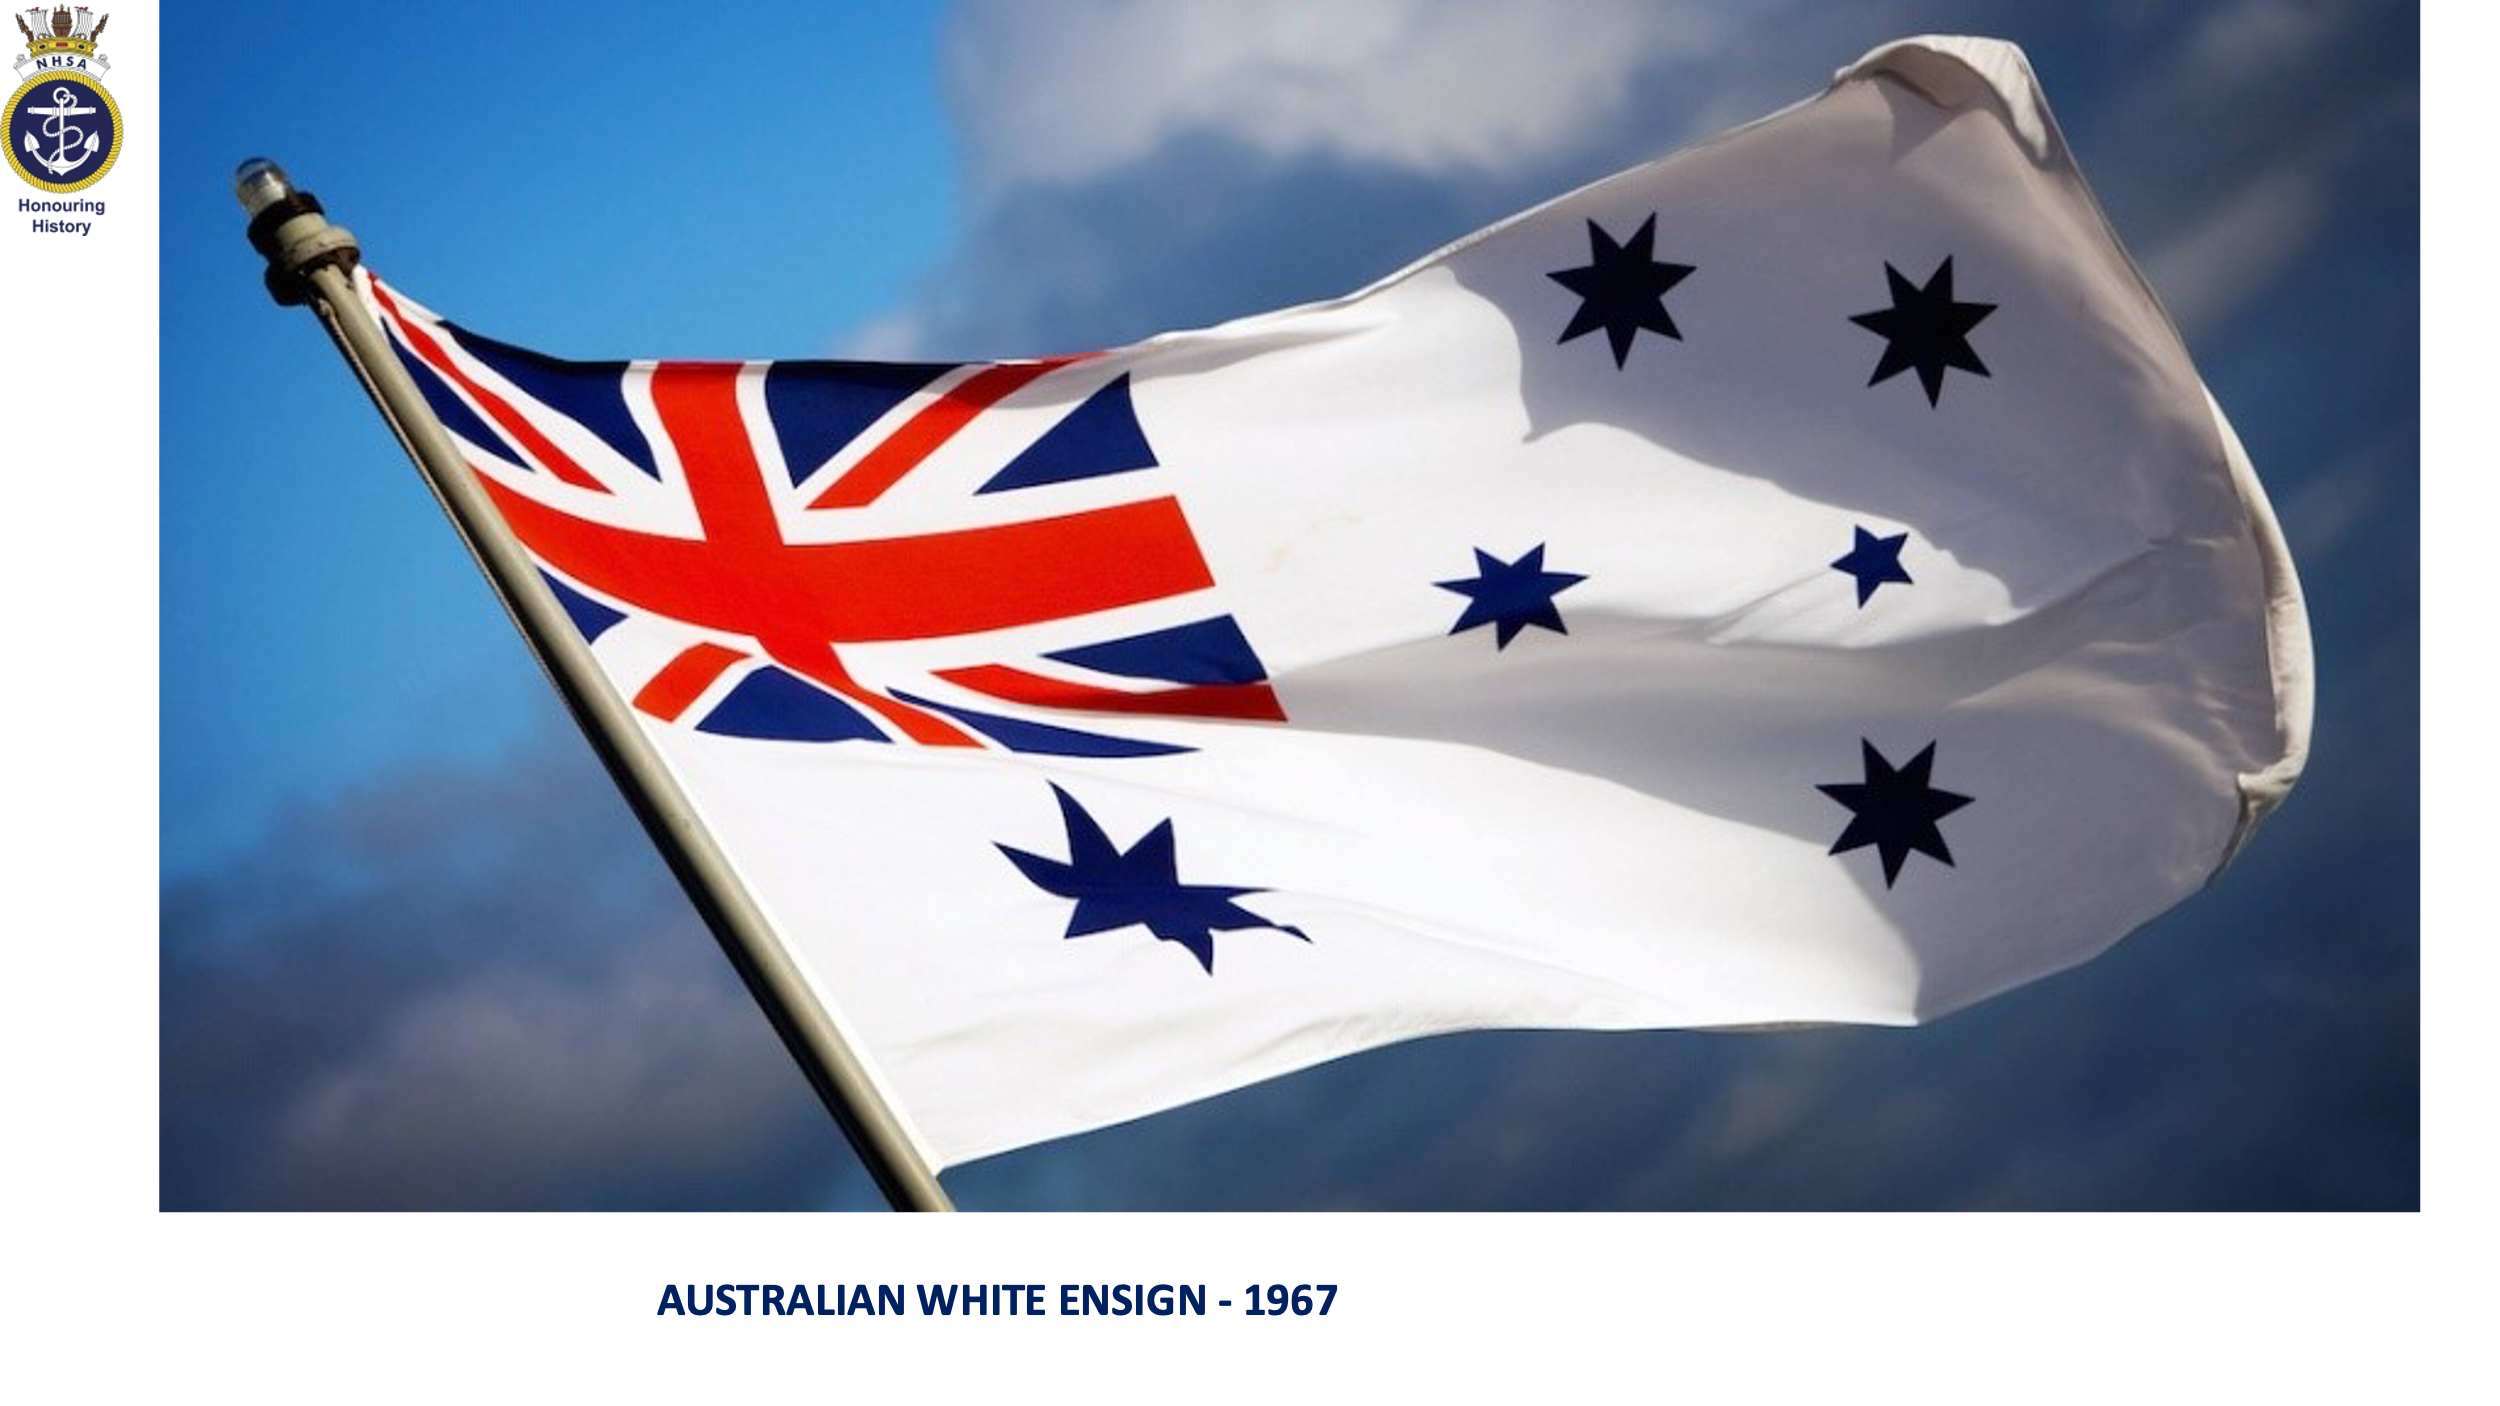 NHSA
Honouring
History
AUSTRALIAN WHITE ENSIGN - 1967